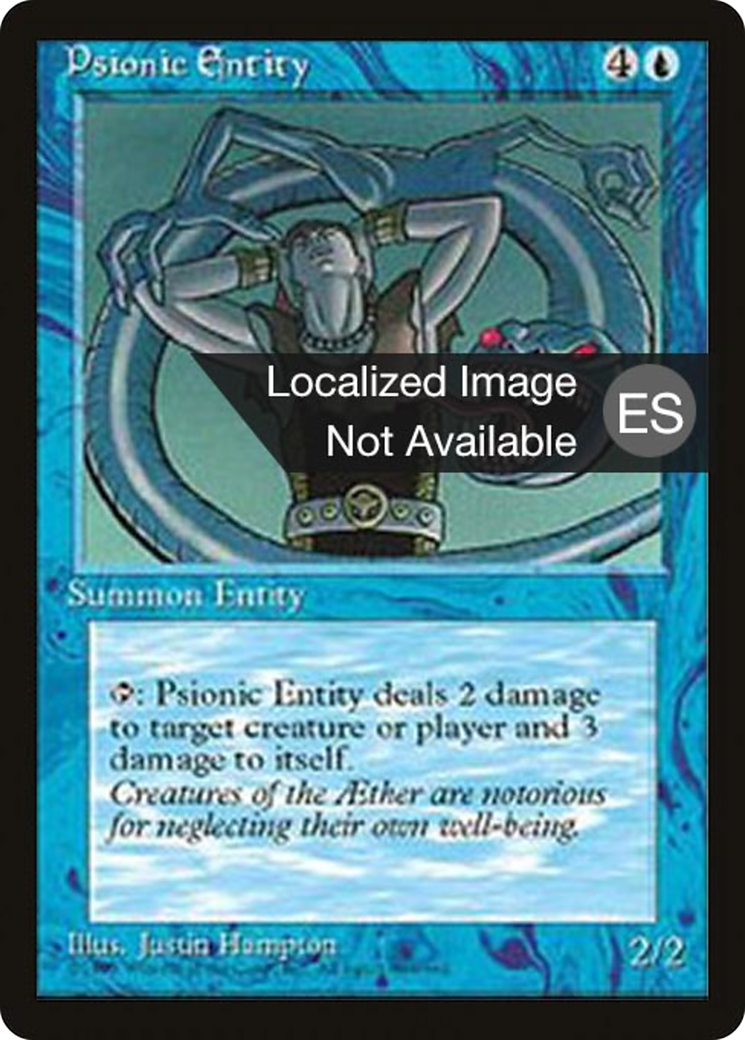 Psionic Entity 4
Localized Image
Not Available
ES
Summon Entity
: Psionic Entity deals 2 damage
to target creature or player and 3
damage to itself.
Creatures of the Æther are notorious
for neglecting their own well-being.
Illus. Justin Hampton
2/2